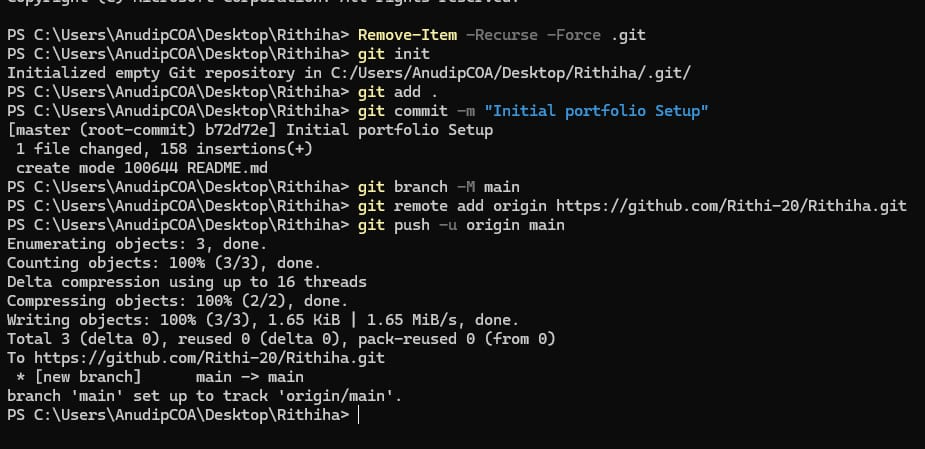 Copyright (C) Microsoft Corporation. All rights reserved.
PS C:\Users\AnudipCOA\Desktop\Rithiha> Remove-Item -Recurse -Force .git
PS C:\Users\AnudipCOA\Desktop\Rithiha> git init
Initialized empty Git repository in C:/Users/AnudipCOA/Desktop/Rithiha/.git/
PS C:\Users\AnudipCOA\Desktop\Rithiha> git add .
PS C:\Users\AnudipCOA\Desktop\Rithiha> git commit -m "Initial portfolio Setup"
[master (root-commit) b72d72e] Initial portfolio Setup
 1 file changed, 158 insertions(+)
 create mode 100644 README.md
PS C:\Users\AnudipCOA\Desktop\Rithiha> git branch -M main
PS C:\Users\AnudipCOA\Desktop\Rithiha> git remote add origin https://github.com/Rithi-20/Rithiha.git
PS C:\Users\AnudipCOA\Desktop\Rithiha> git push -u origin main
Enumerating objects: 3, done.
Counting objects: 100% (3/3), done.
Delta compression using up to 16 threads
Compressing objects: 100% (2/2), done.
Writing objects: 100% (3/3), 1.65 KiB | 1.65 MiB/s, done.
Total 3 (delta 0), reused 0 (delta 0), pack-reused 0 (from 0)
To https://github.com/Rithi-20/Rithiha.git
 * [new branch]      main -> main
branch 'main' set up to track 'origin/main'.
PS C:\Users\AnudipCOA\Desktop\Rithiha>